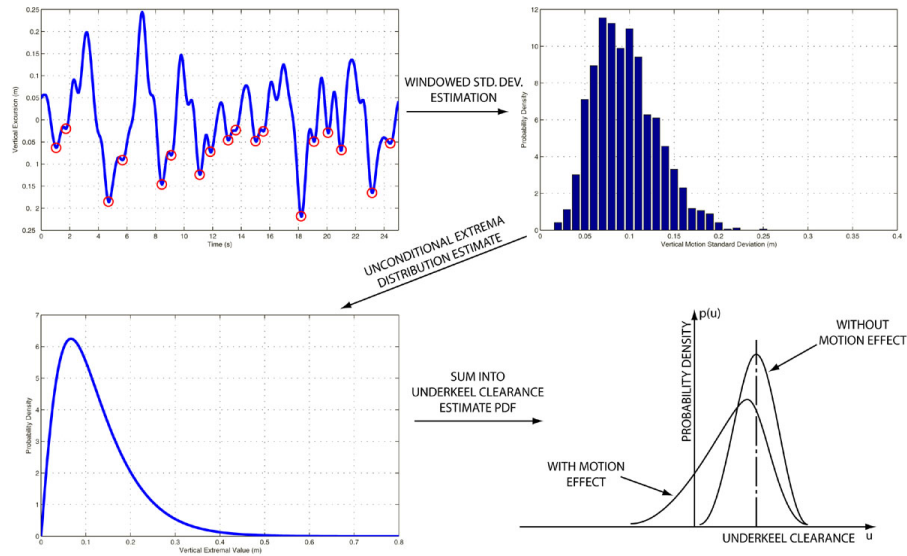 0.25
0.2
0.15
0.1
0.05
0
0.05
0. 1
0.15
0. 2
0.25
Vertical Excursion (m)
0 2 4 6 8 10 12 14 16 18 20 22 24
Time (s)
WINDOWED STD. DEV.
ESTIMATION
12
10
8
6
4
2
0
Probability Density
0 0.05 0.1 0.15 0.2 0.25 0.3 0.35 0.4
Vertical Motion Standard Deviation (m)
UNCONDITIONAL EXTREMA
DISTRIBUTION ESTIMATE
7
6
5
4
3
2
1
0
Probability Density
0 0.1 0.2 0.3 0.4 0.5 0.6 0.7 0.8
Vertical Extremal Value (m)
SUM INTO
UNDERKEEL CLEARANCE
ESTIMATE PDF
p(u)
PROBABILITY DENSITY
WITHOUT
MOTION EFFECT
WITH MOTION
EFFECT
UNDERKEEL CLEARANCE u